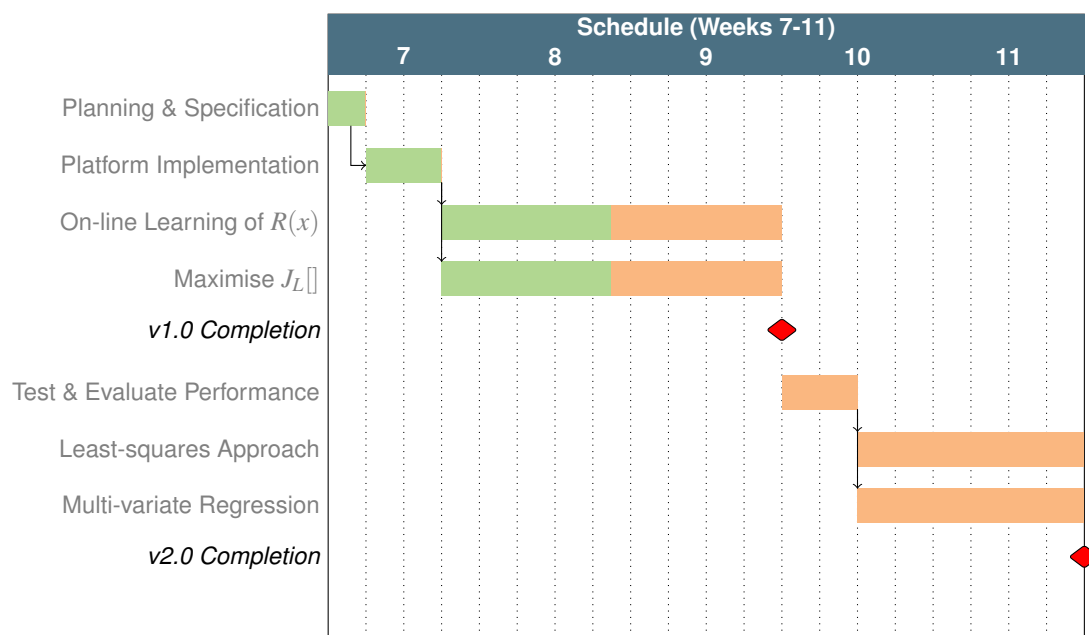 Schedule (Weeks 7-11)
7 8 9 10 11
Planning & Specification
Platform Implementation
On-line Learning of R(x)
Maximise J_L[]
v1.0 Completion
Test & Evaluate Performance
Least-squares Approach
Multi-variate Regression
v2.0 Completion